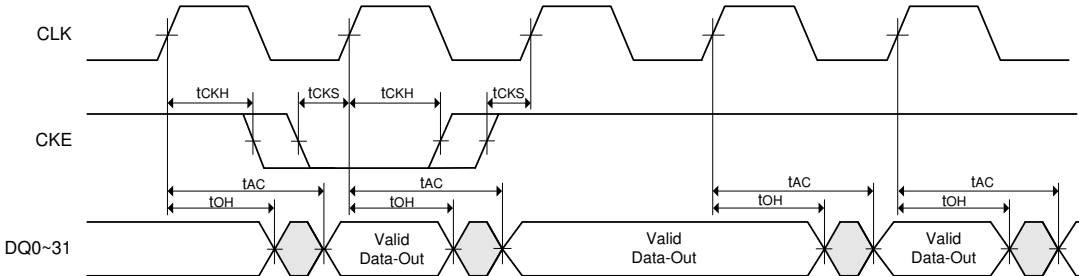 CLK
tCKH tCKS tCKH tCKS
CKE
tAC tAC tAC tAC
tOH tOH tOH tOH
DQ0~31
Valid Valid Valid
Data-Out Data-Out Data-Out